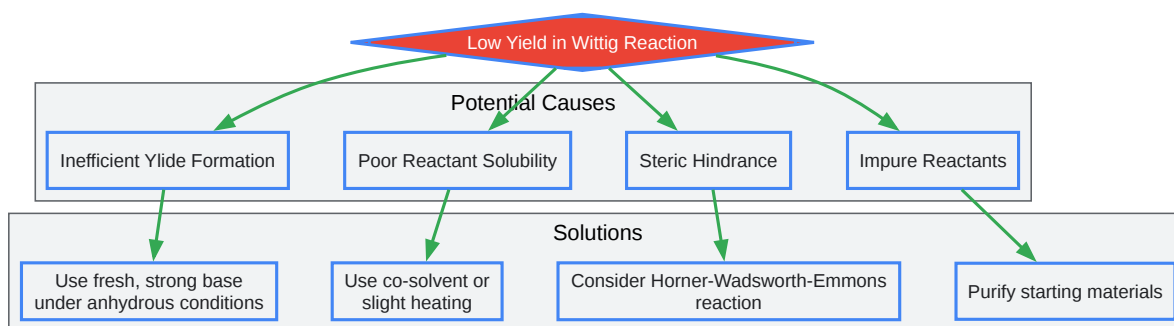 Low Yield in Wittig Reaction
Potential Causes
Inefficient Ylide Formation
Poor Reactant Solubility
Steric Hindrance
Impure Reactants
Solutions
Use fresh, strong base
under anhydrous conditions
Use co-solvent or
slight heating
Consider Horner-Wadsworth-Emmons
reaction
Purify starting materials